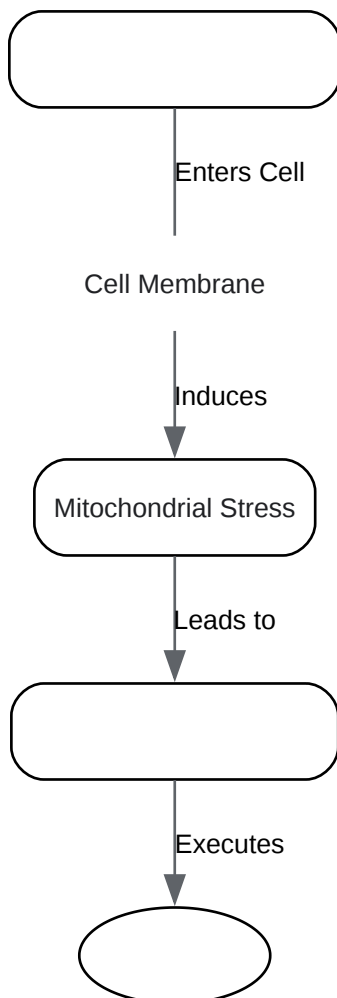 Enters Cell
Cell Membrane
Induces
Mitochondrial Stress
Leads to
Executes